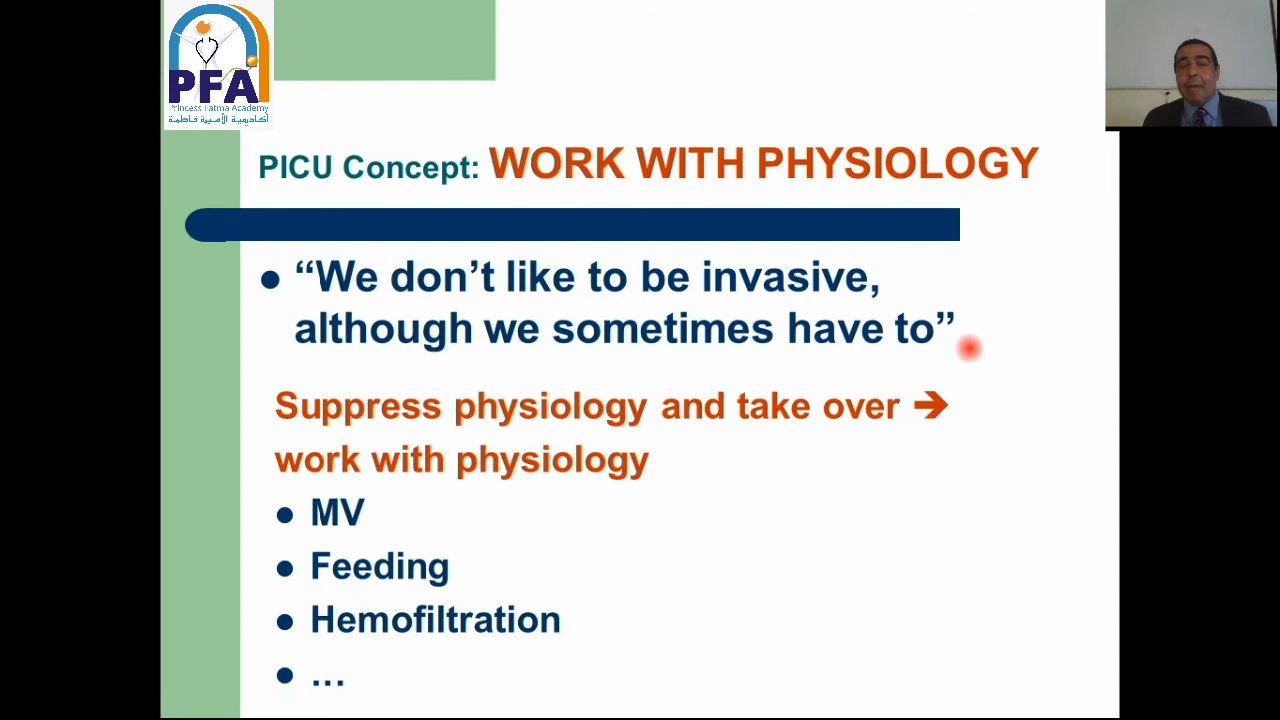 PFA
Princess Fatma Academy
أكاديمية الأميرة فاطمة
PICU Concept: WORK WITH PHYSIOLOGY
● “We don’t like to be invasive,
although we sometimes have to”
Suppress physiology and take over ➔
work with physiology
● MV
● Feeding
● Hemofiltration
● …